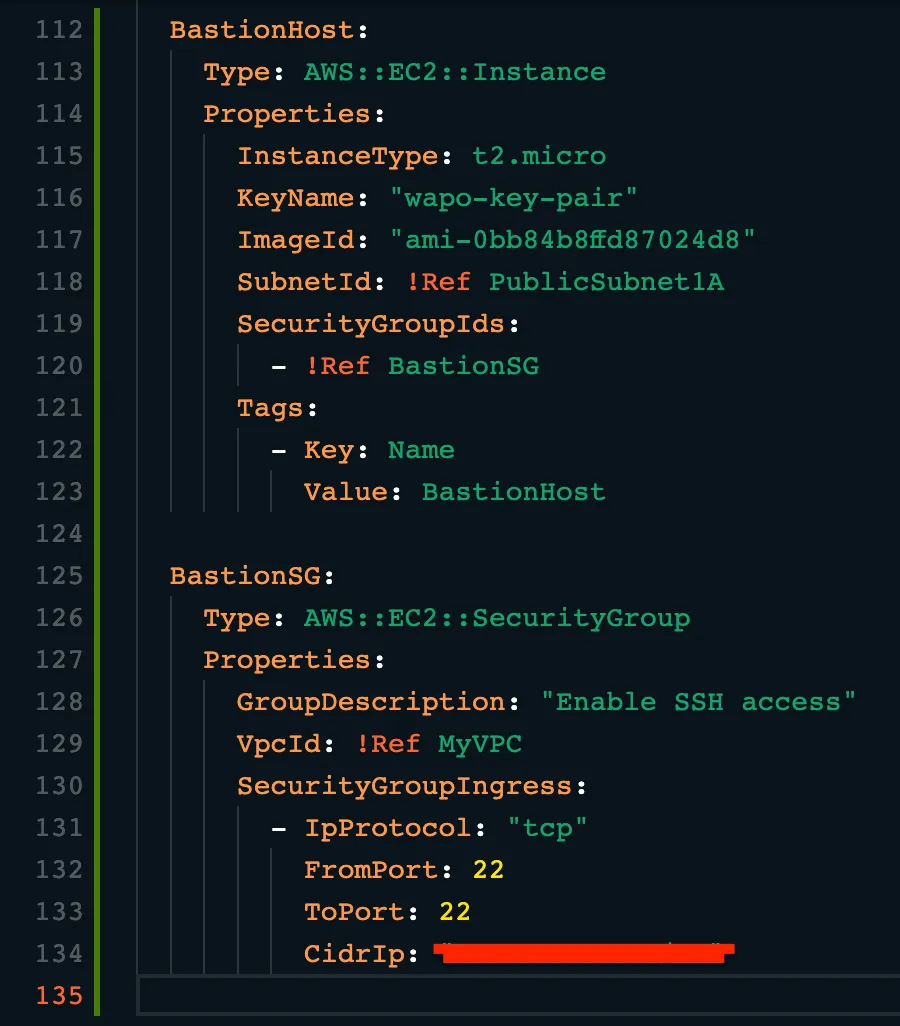 112 BastionHost:
113 Type: AWS::EC2::Instance
114 Properties:
115 InstanceType: t2.micro
116 KeyName: "wapo-key-pair"
117 ImageId: "ami-0bb84b8ffd87024d8"
118 SubnetId: !Ref PublicSubnet1A
119 SecurityGroupIds:
120 - !Ref BastionSG
121 Tags:
122 - Key: Name
123 Value: BastionHost
124
125 BastionSG:
126 Type: AWS::EC2::SecurityGroup
127 Properties:
128 GroupDescription: "Enable SSH access"
129 VpcId: !Ref MyVPC
130 SecurityGroupIngress:
131 - IpProtocol: "tcp"
132 FromPort: 22
133 ToPort: 22
134 CidrIp:
135